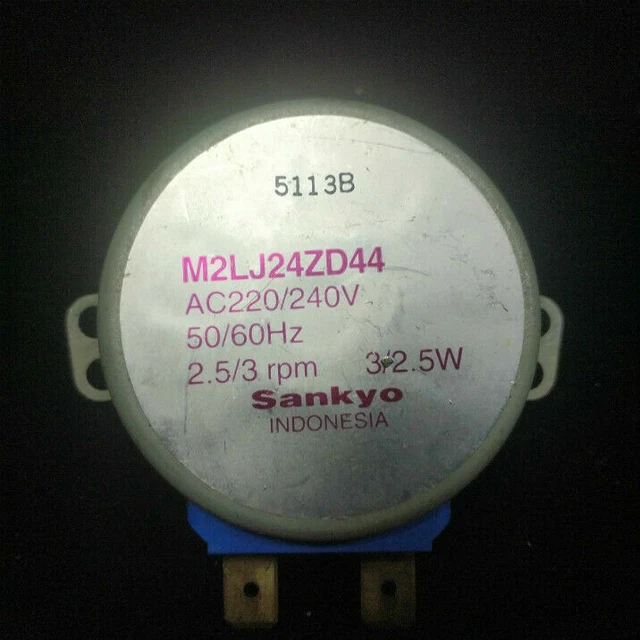 5113B
M2LJ24ZD44
AC220/240V
50/60Hz
2.5/3 rpm 3/2.5W
Sankyo
INDONESIA